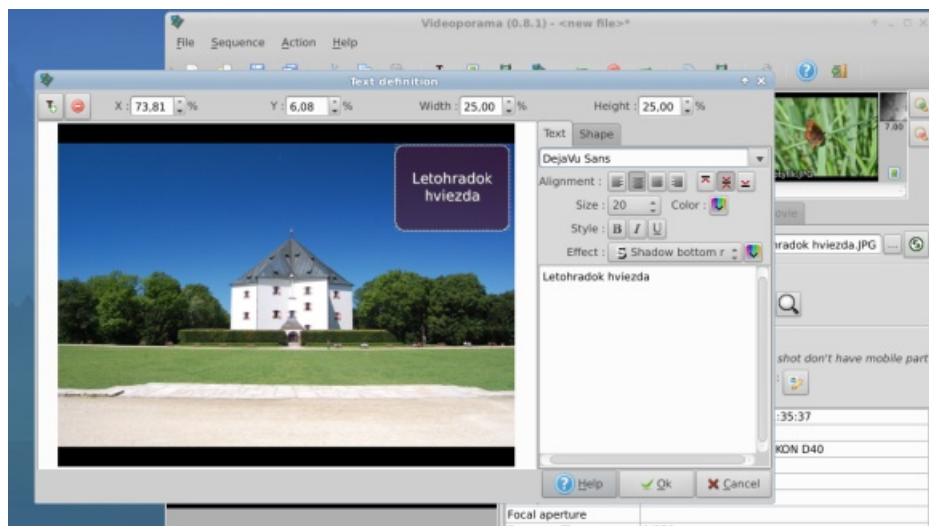 Videoporama (0.8.1) - <new file>*
File Sequence Action Help
Text definition
X : 73,81 % Y : 6,08 % Width : 25,00 % Height : 25,00 %
Text Shape
DejaVu Sans
Alignment :
Size : 20 Color :
Style : B I U
Effect : S Shadow bottom r
Letohradok hviezda
Letohradok
hviezda
7.00
otylik.JPG
ovie
hradok hviezda.JPG ...
shot don't have mobile part
:35:37
KON D40
Help Ok Cancel
Focal aperture